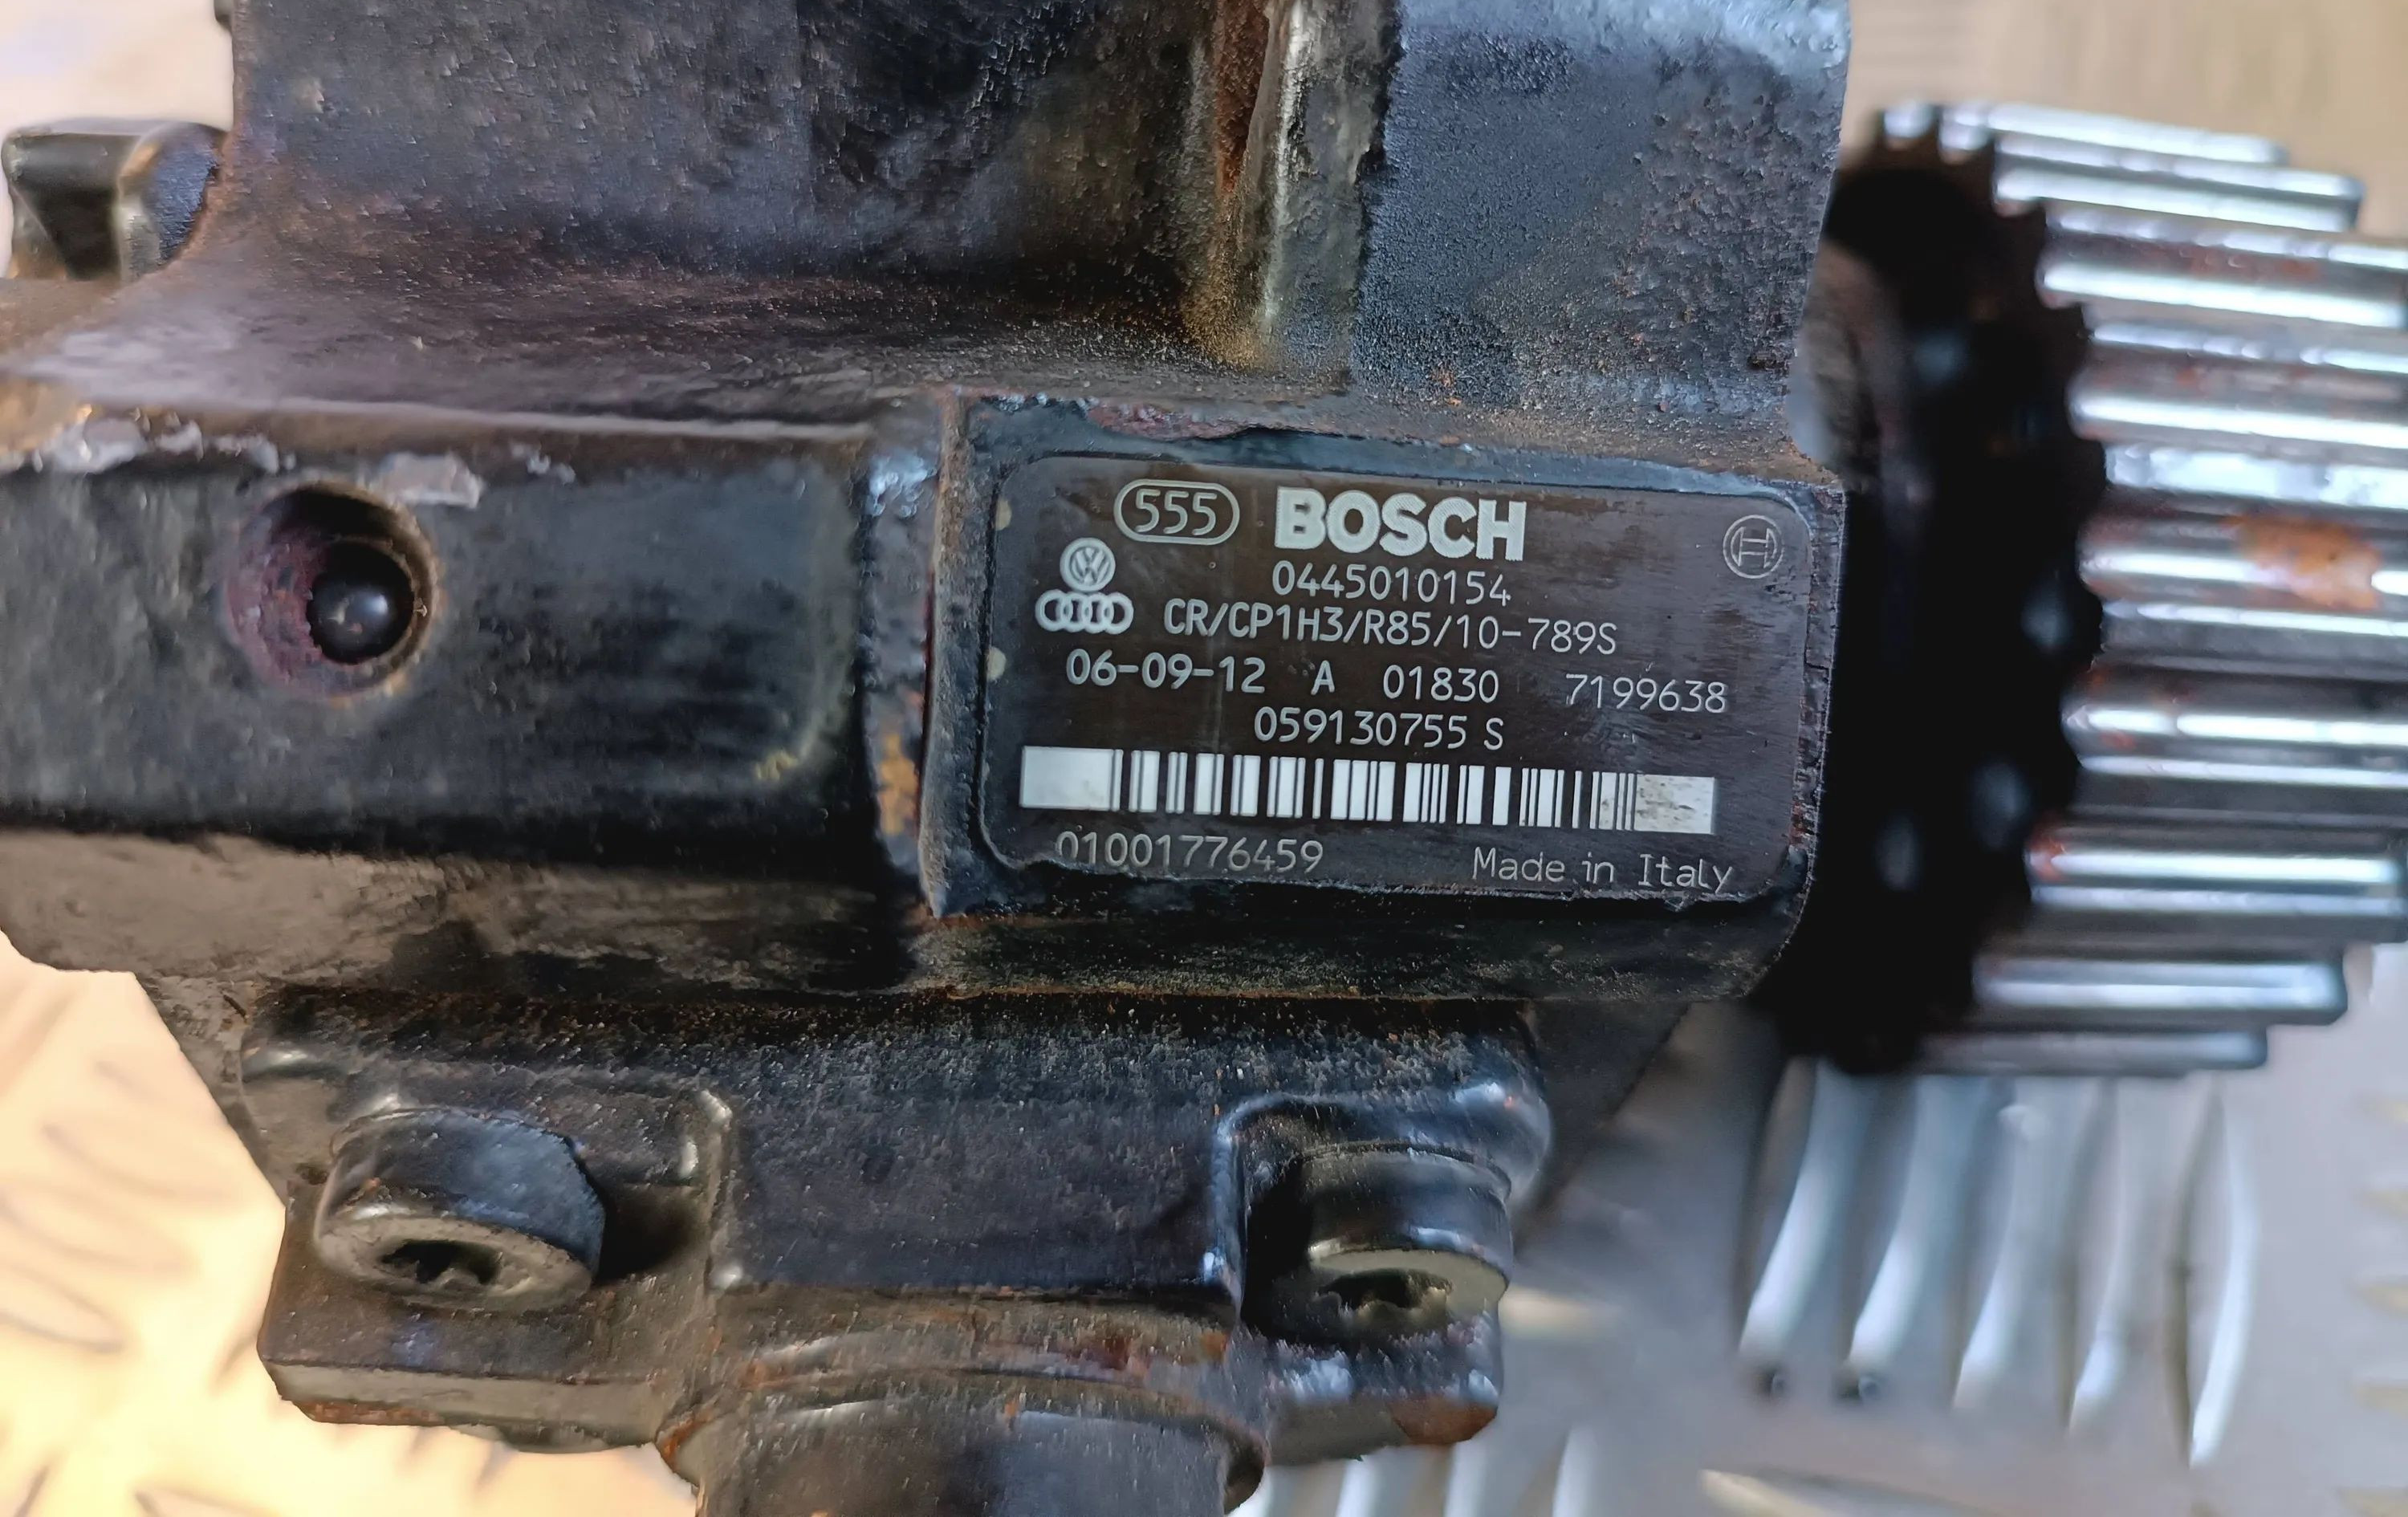 555 BOSCH
0445010154
CR/CP1H3/R85/10-789S
06-09-12 A 01830 7199638
059130755 S
01001776459 Made in Italy